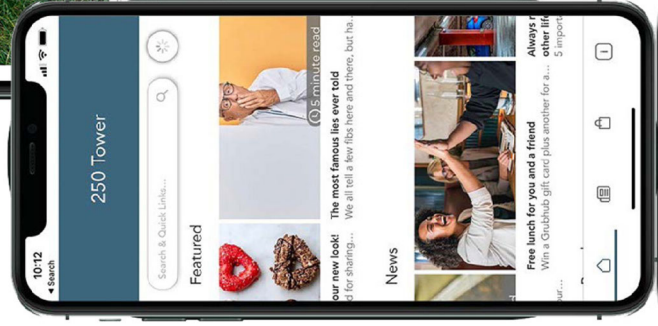 10:12
◂ Search
250 Tower
Search & Quick Links...
Featured
5 minute read
our new look!
d for sharing...
The most famous lies ever told
We all tell a few fibs here and there, but ha...
News
Free lunch for you and a friend
Win a Grubhub gift card plus another for a...
Always r
other life
5 import
ur...